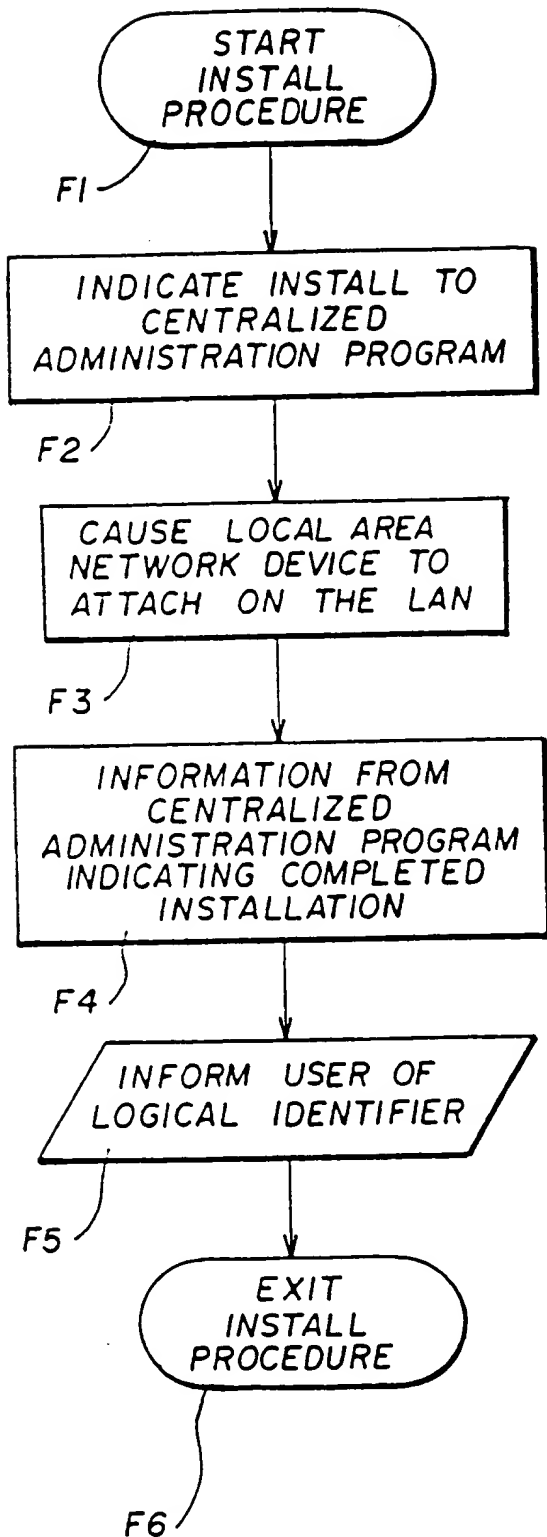 START
INSTALL
PROCEDURE
F1
INDICATE INSTALL TO
CENTRALIZED
ADMINISTRATION PROGRAM
F2
CAUSE LOCAL AREA
NETWORK DEVICE TO
ATTACH ON THE LAN
F3
INFORMATION FROM
CENTRALIZED
ADMINISTRATION PROGRAM
INDICATING COMPLETED
INSTALLATION
F4
INFORM USER OF
LOGICAL IDENTIFIER
F5
EXIT
INSTALL
PROCEDURE
F6